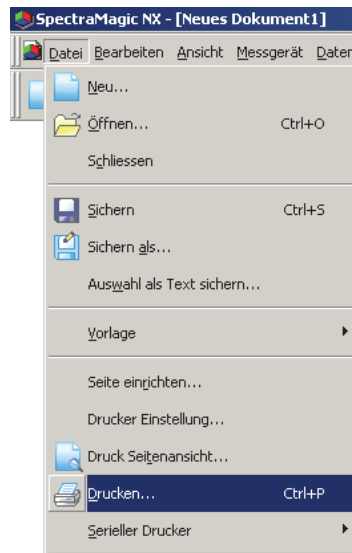 SpectraMagic NX - [Neues Dokument1]
Datei Bearbeiten Ansicht Messgerät
Neu...
Öffnen... Ctrl+O
Schliessen
Sichern Ctrl+S
Sichern als...
Auswahl als Text sichern...
Vorlage
Seite einrichten...
Drucker Einstellung...
Druck Seitenansicht...
Drucken... Ctrl+P
Serieller Drucker